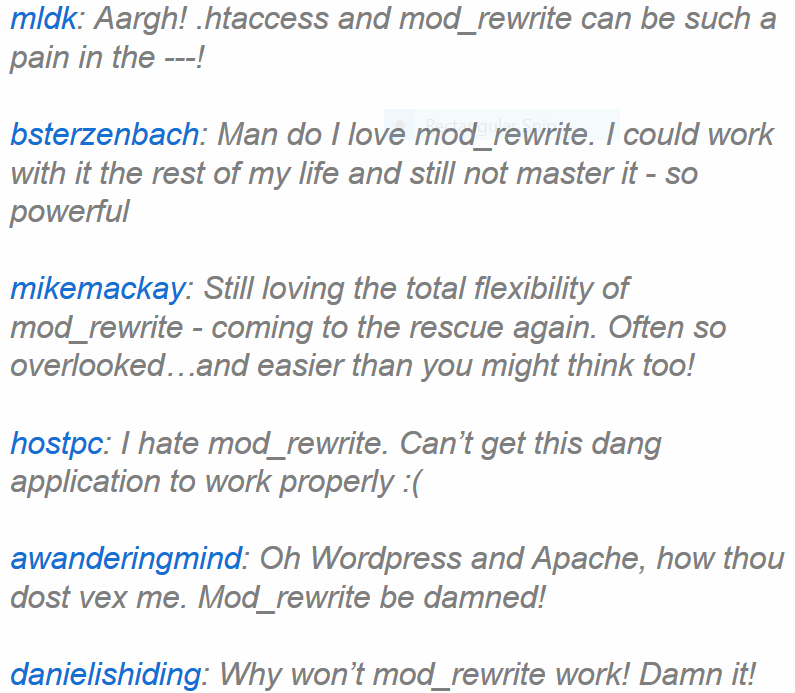 mldk: Aargh! .htaccess and mod_rewrite can be such a
pain in the ---!
Rectangular Snip
bsterzenbach: Man do I love mod_rewrite. I could work
with it the rest of my life and still not master it - so
powerful
mikemackay: Still loving the total flexibility of
mod_rewrite - coming to the rescue again. Often so
overlooked…and easier than you might think too!
hostpc: I hate mod_rewrite. Can’t get this dang
application to work properly :(
awanderingmind: Oh Wordpress and Apache, how thou
dost vex me. Mod_rewrite be damned!
danielishiding: Why won’t mod_rewrite work! Damn it!